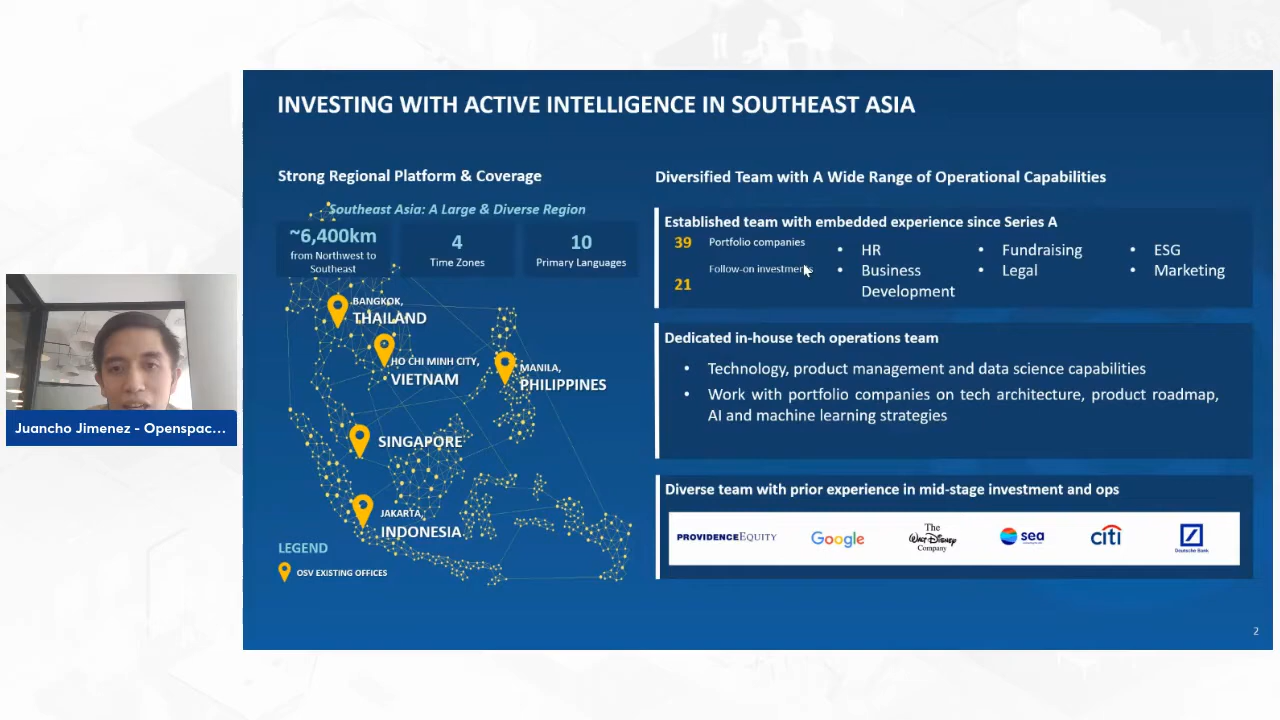 INVESTING WITH ACTIVE INTELLIGENCE IN SOUTHEAST ASIA
Strong Regional Platform & Coverage
Southeast Asia: A Large & Diverse Region
~6,400km
from Northwest to
Southeast
4
Time Zones
10
Primary Languages
BANGKOK,
THAILAND
HO CHI MINH CITY,
VIETNAM
MANILA,
PHILIPPINES
SINGAPORE
JAKARTA,
INDONESIA
LEGEND
OSV EXISTING OFFICES
Diversified Team with A Wide Range of Operational Capabilities
Established team with embedded experience since Series A
39 Portfolio companies
21 Follow-on investments
• HR
• Business
Development
• Fundraising
• Legal
• ESG
• Marketing
Dedicated in-house tech operations team
• Technology, product management and data science capabilities
• Work with portfolio companies on tech architecture, product roadmap,
AI and machine learning strategies
Diverse team with prior experience in mid-stage investment and ops
PROVIDENCE EQUITY
Google
The
Walt Disney
Company
sea
citi
Deutsche Bank
2
Juancho Jimenez - Openspac...